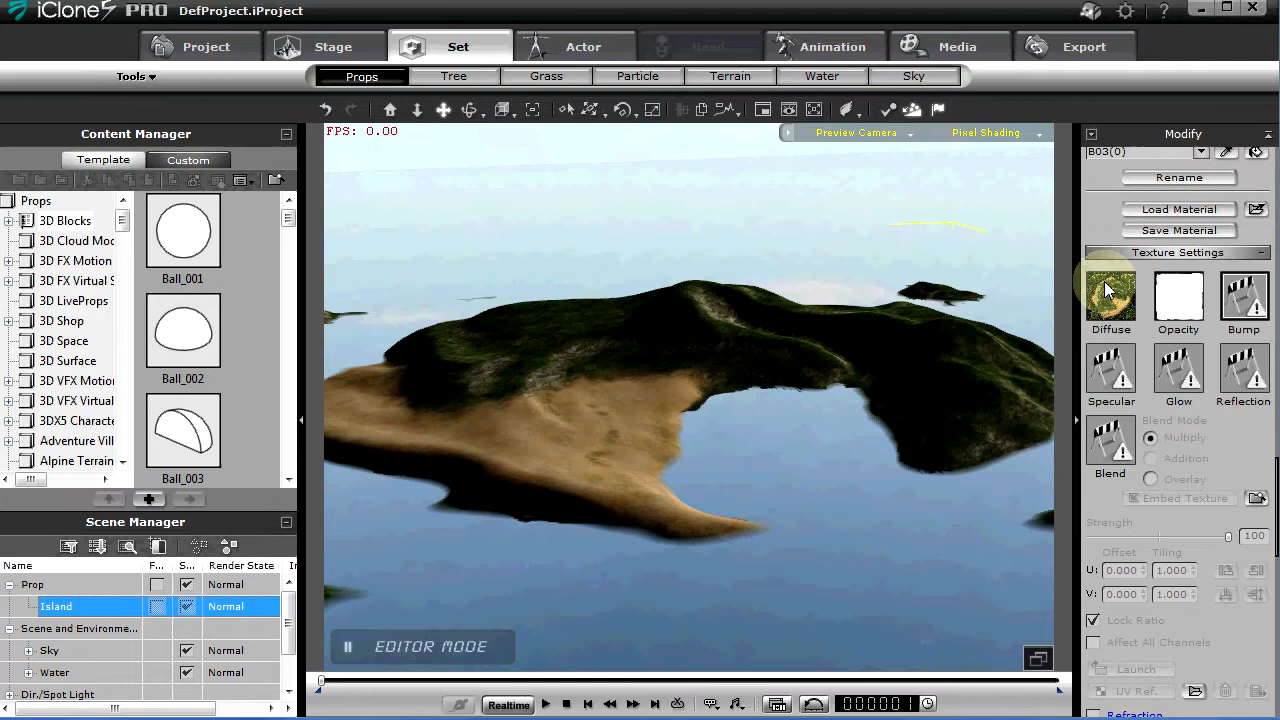 iClone5 PRO DefProject.iProject
Project Stage Set Actor Head Animation Media Export
Tools
Props Tree Grass Particle Terrain Water Sky
Content Manager
Template Custom
Props
3D Blocks
3D Cloud Moc
3D FX Motion
3D FX Virtual S
3D LiveProps
3D Shop
3D Space
3D Surface
3D VFX Motio
3D VFX Virtual
3DX5 Characte
Adventure Vill
Alpine Terrain
Ball_001
Ball_002
Ball_003
Scene Manager
Name F... S... Render State
Prop Normal
Island Normal
Scene and Environme...
Sky Normal
Water Normal
Dir./Spot Light
FPS: 0.00
Preview Camera Pixel Shading
EDITOR MODE
Realtime
00000 1
Modify
B03(0)
Rename
Load Material
Save Material
Texture Settings
Diffuse Opacity Bump
Specular Glow Reflection
Blend
Blend Mode
Multiply
Addition
Overlay
Embed Texture
Strength
100
Offset Tiling
U: 0.000 1.000
V: 0.000 1.000
Lock Ratio
Affect All Channels
Launch
UV Ref.
Refraction